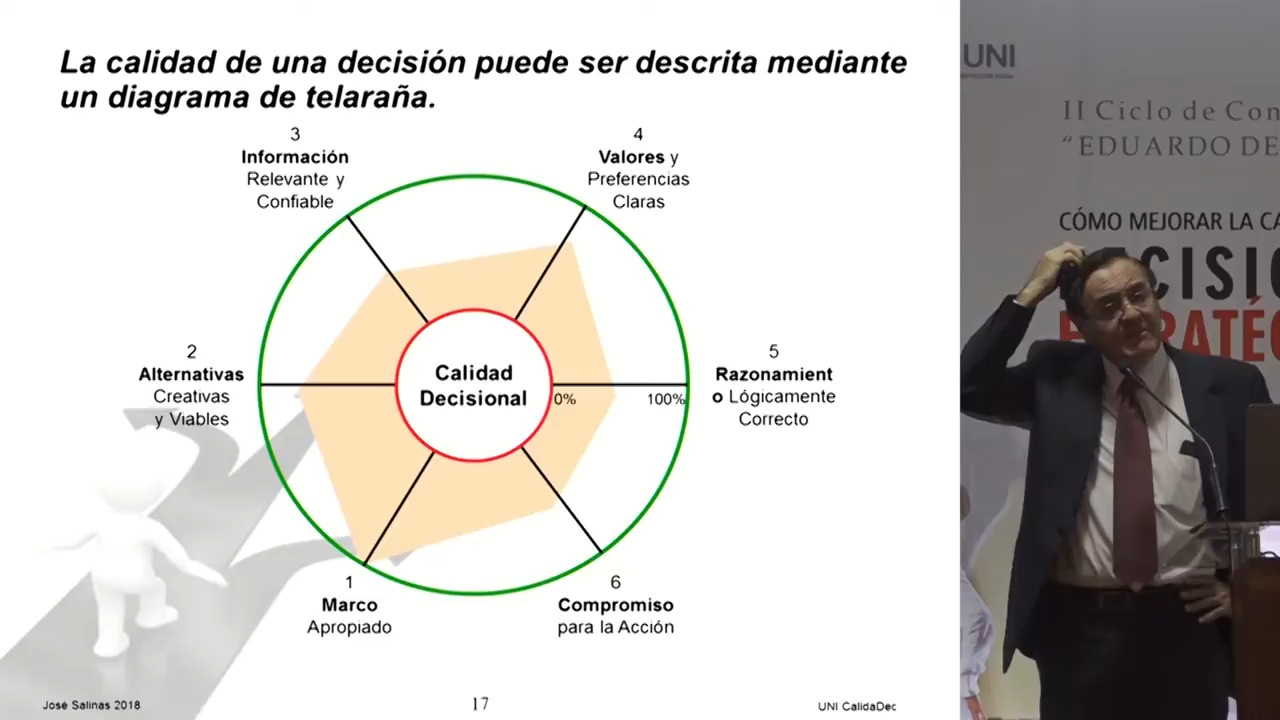 La calidad de una decisión puede ser descrita mediante
un diagrama de telaraña.
3
Información
Relevante y
Confiable
4
Valores y
Preferencias
Claras
2
Alternativas
Creativas
y Viables
Calidad
Decisional
0%
100%
5
Razonamient
o Lógicamente
Correcto
1
Marco
Apropiado
6
Compromiso
para la Acción
José Salinas 2018
17
UNI CalidaDec
UNI
II Ciclo de Con
“EDUARDO DE
CÓMO MEJORAR LA CA